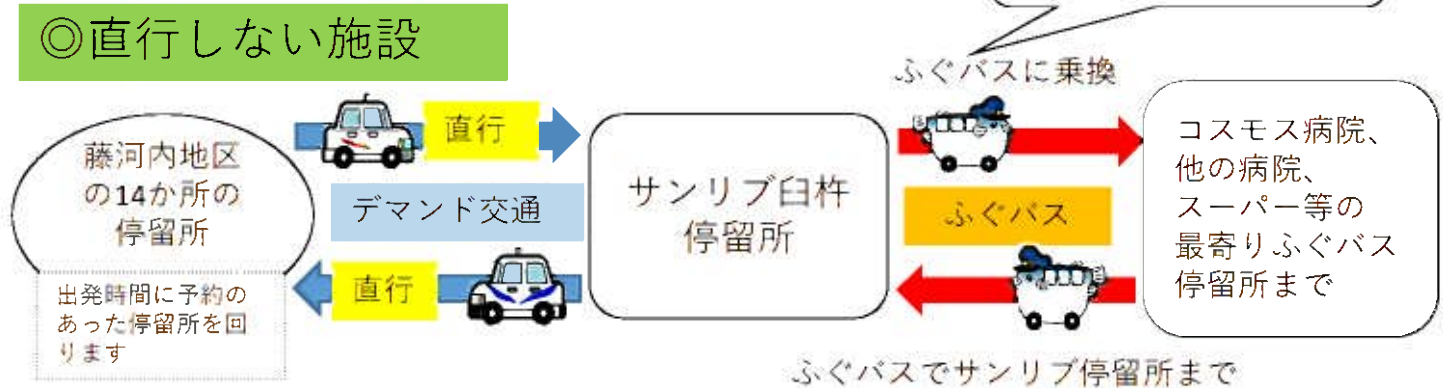 ◎直行しない施設
ふぐバスに乗換
直行
藤河内地区
の14か所の
停留所
デマンド交通
サンリブ臼杵
停留所
ふぐバス
コスモス病院、
他の病院、
スーパー等の
最寄りふぐバス
停留所まで
直行
出発時間に予約の
あった停留所を回
ります
ふぐバスでサンリブ停留所まで